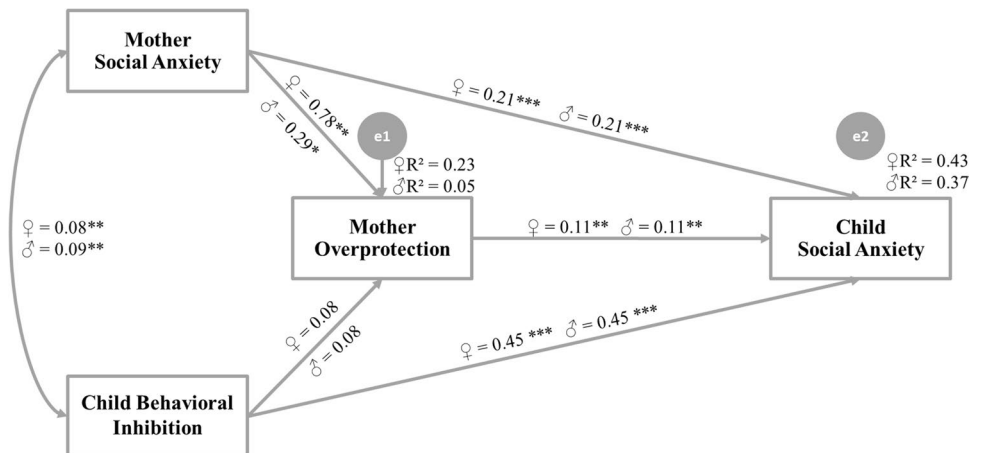 Mother
Social Anxiety
♀ = 0.78**
♂ = 0.29*
♀ = 0.21*** ♂ = 0.21***
e1
e2
♀R² = 0.23
♂R² = 0.05
♀R² = 0.43
♂R² = 0.37
♀ = 0.08**
♂ = 0.09**
Mother
Overprotection
♀ = 0.11** ♂ = 0.11**
Child
Social Anxiety
♀ = 0.08
♂ = 0.08
♀ = 0.45 *** ♂ = 0.45 ***
Child Behavioral
Inhibition